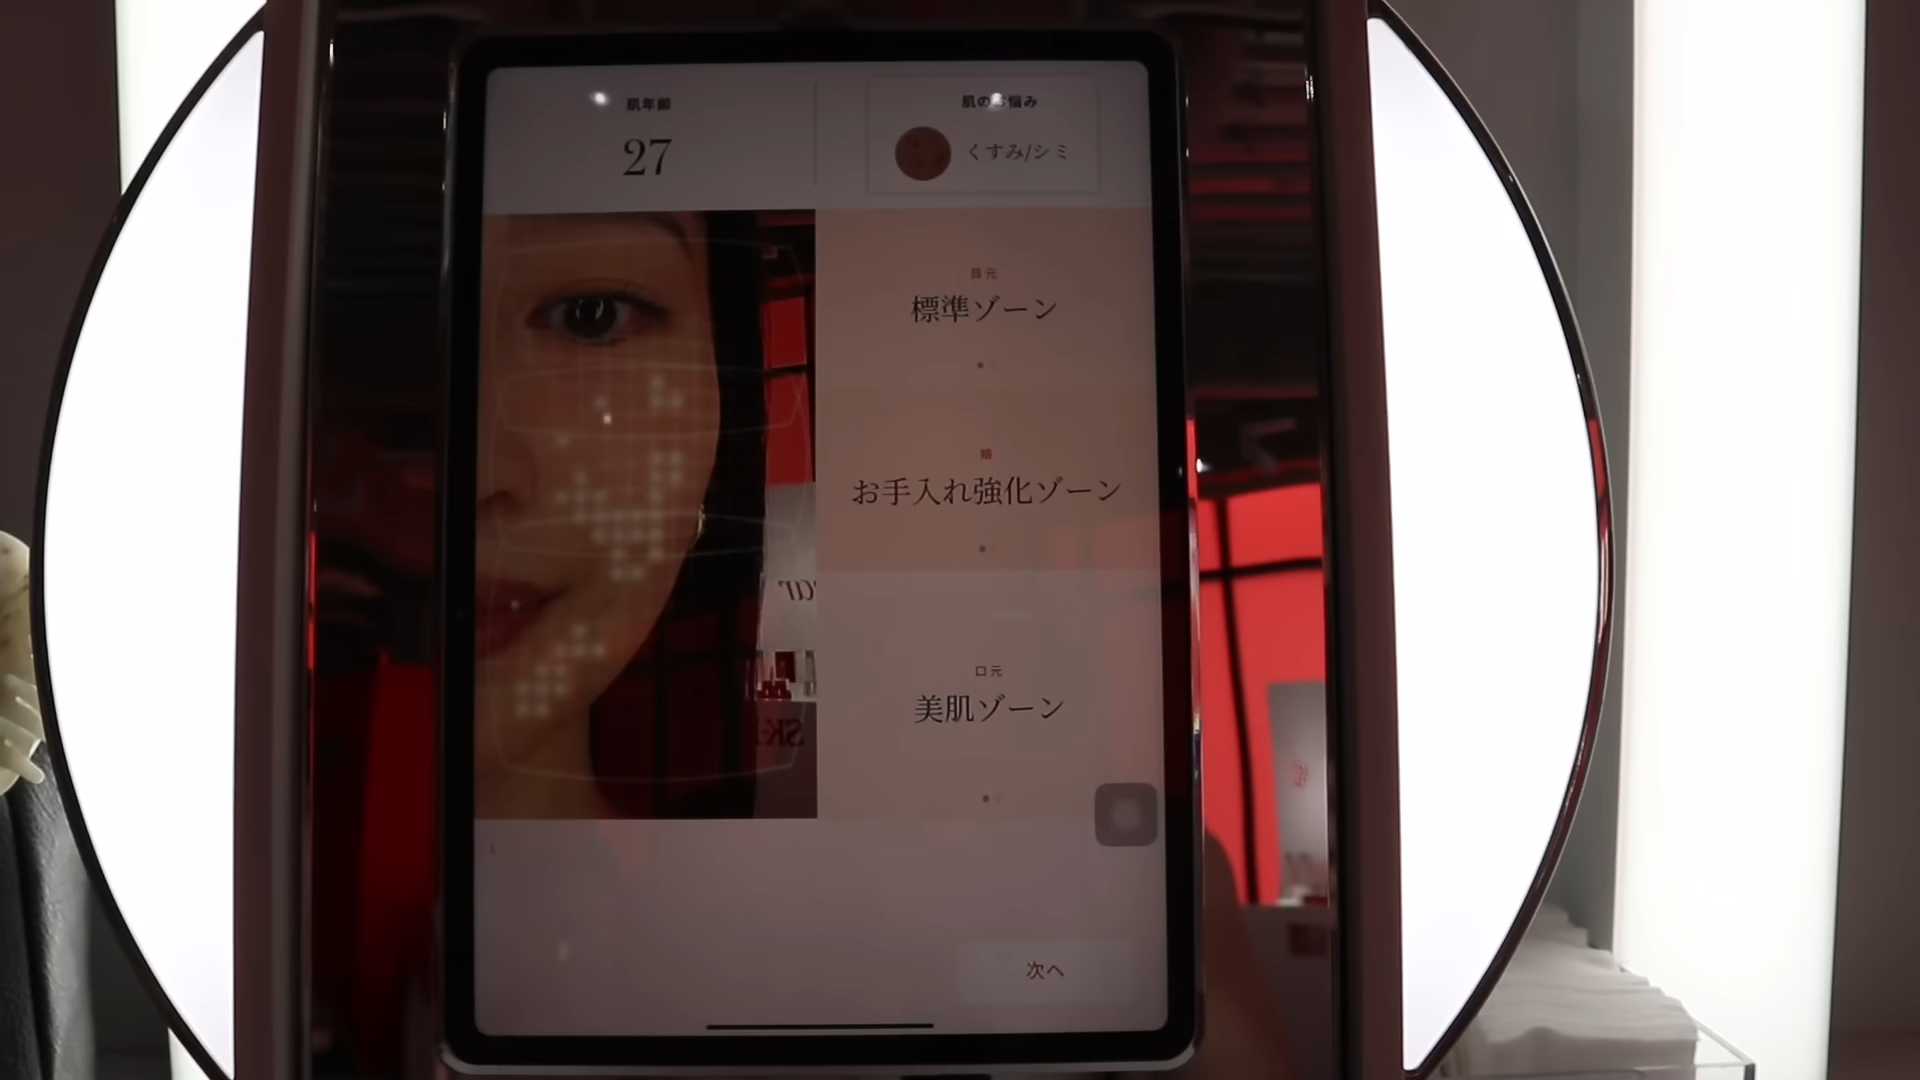 肌年齢
27
肌のお悩み
くすみ/シミ
目元
標準ゾーン
頬
お手入れ強化ゾーン
口元
美肌ゾーン
SK-
次へ